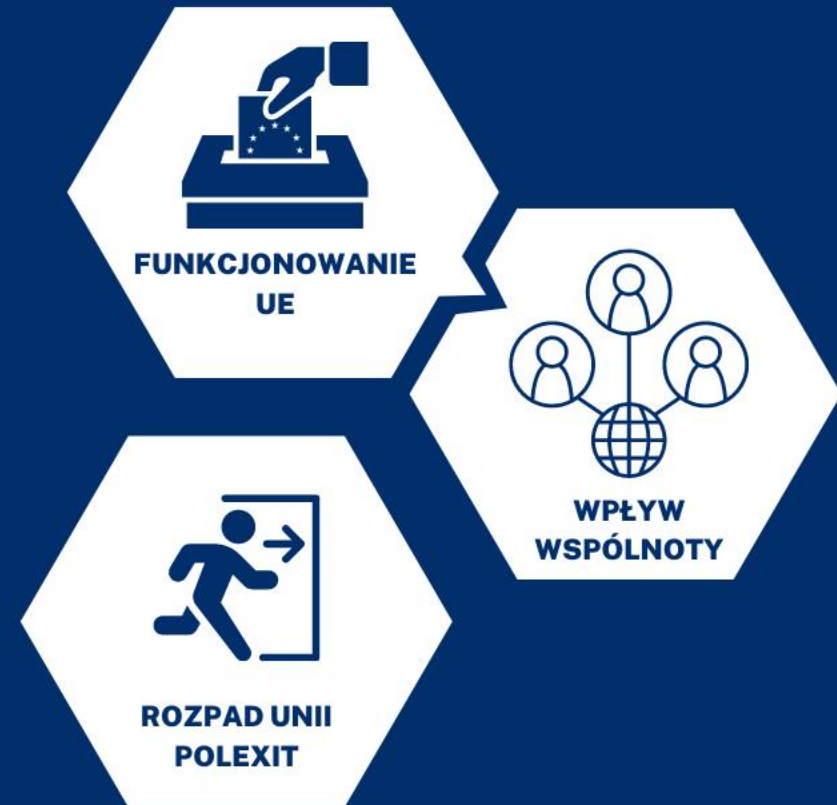 FUNKCJONOWANIE
UE
WPŁYW
WSPÓLNOTY
ROZPAD UNII
POLEXIT